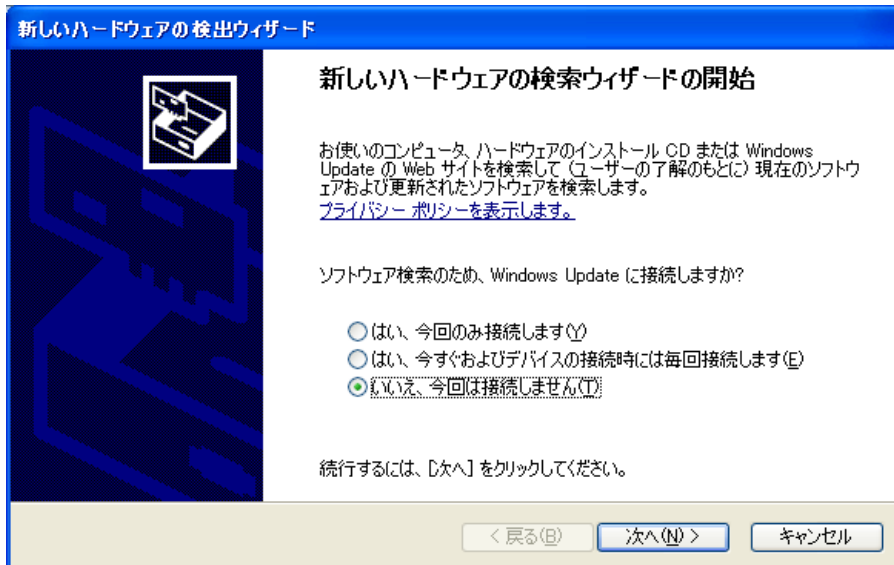 新しいハードウェアの検出ウィザード
新しいハードウェアの検索ウィザードの開始
お使いのコンピュータ、ハードウェアのインストール CD または Windows
Update の Web サイトを検索して (ユーザーの了解のもとに) 現在のソフトウ
ェアおよび更新されたソフトウェアを検索します。
プライバシー ポリシーを表示します。
ソフトウェア検索のため、Windows Update に接続しますか?
はい、今回のみ接続します(Y)
はい、今すぐおよびデバイスの接続時には毎回接続します(E)
いいえ、今回は接続しません(T)
続行するには、[次へ] をクリックしてください。
< 戻る(B)
次へ(N) >
キャンセル